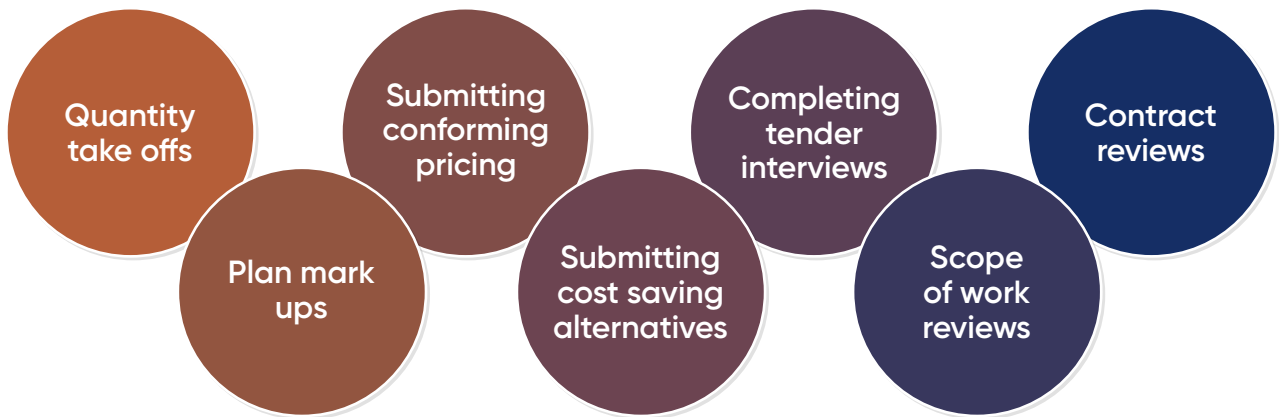 Quantity
take offs
Plan mark
ups
Submitting
conforming
pricing
Submitting
cost saving
alternatives
Completing
tender
interviews
Scope
of work
reviews
Contract
reviews